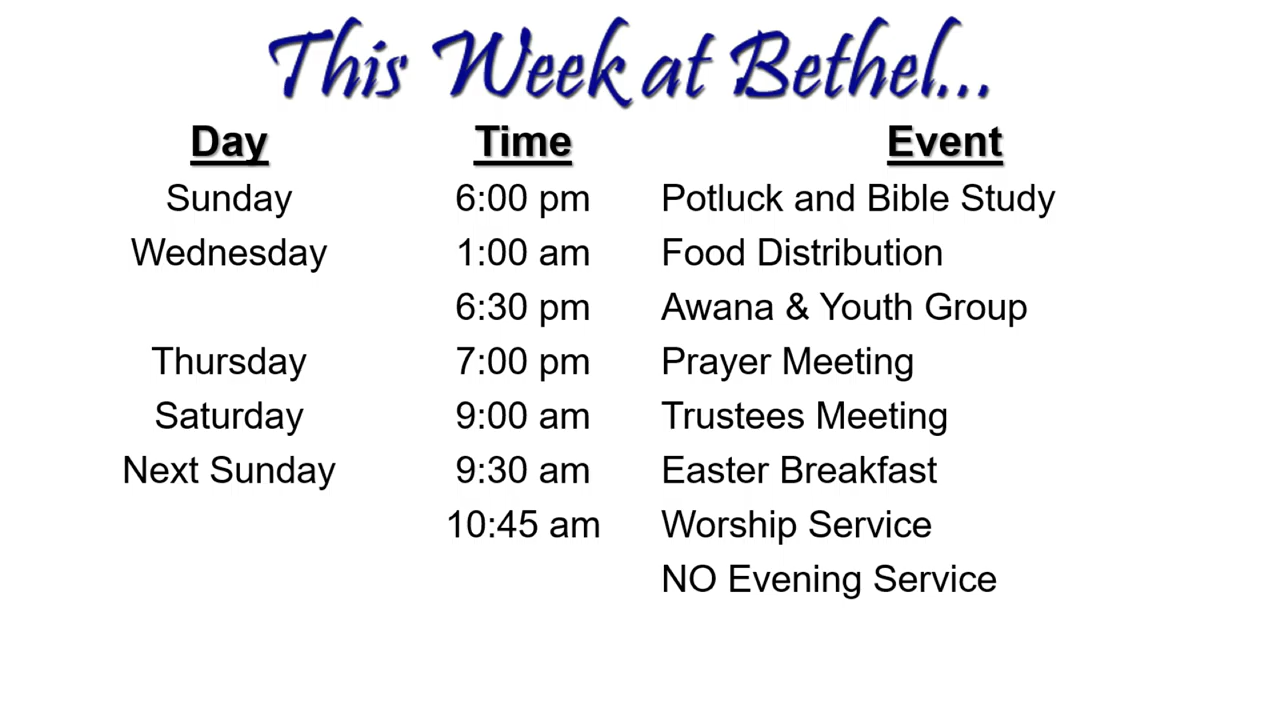 This Week at Bethel...
Day Time Event
Sunday 6:00 pm Potluck and Bible Study
Wednesday 1:00 am Food Distribution
6:30 pm Awana & Youth Group
Thursday 7:00 pm Prayer Meeting
Saturday 9:00 am Trustees Meeting
Next Sunday 9:30 am Easter Breakfast
10:45 am Worship Service
NO Evening Service